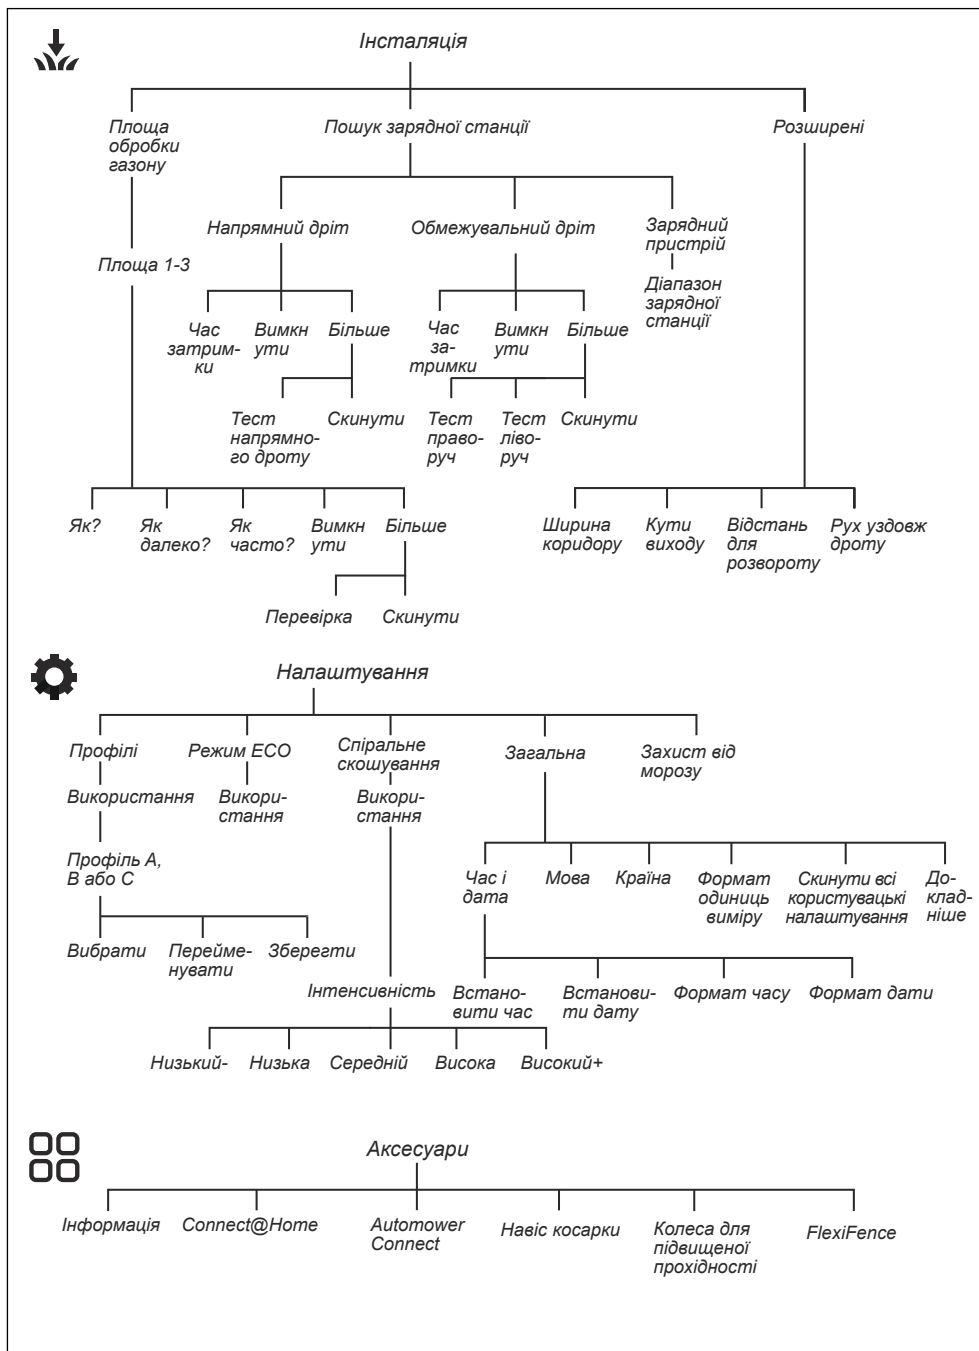 Інсталяція
Площа
обробки
газону
Пошук зарядної станції
Розширені
Напрямний дріт
Обмежувальний дріт
Зарядний
пристрій
Площа 1-3
Діапазон
зарядної
станції
Час
затрим-
ки
Вимкн
ути
Більше
Час
за-
тримки
Вимкн
ути
Більше
Тест
напрямно-
го дроту
Скинути
Тест
право-
руч
Тест
ліво-
руч
Скинути
Як?
Як
далеко?
Як
часто?
Вимкн
ути
Більше
Ширина
коридору
Кути
виходу
Відстань
для
розвороту
Рух уздовж
дроту
Перевірка
Скинути
Налаштування
Профілі
Режим ECO
Спіральне
скошування
Загальна
Захист від
морозу
Використання
Викори-
стання
Викори-
стання
Профіль A,
B або C
Час і
дата
Мова
Країна
Формат
одиниць
виміру
Скинути всі
користувацькі
налаштування
До-
клад-
ніше
Вибрати
Перейме-
нувати
Зберегти
Інтенсивність
Встано-
вити час
Встанови-
ти дату
Формат часу
Формат дати
Низький-
Низька
Середній
Висока
Високий+
Аксесуари
Інформація
Connect@Home
Automower
Connect
Навіс косарки
Колеса для
підвищеної
прохідності
FlexiFence